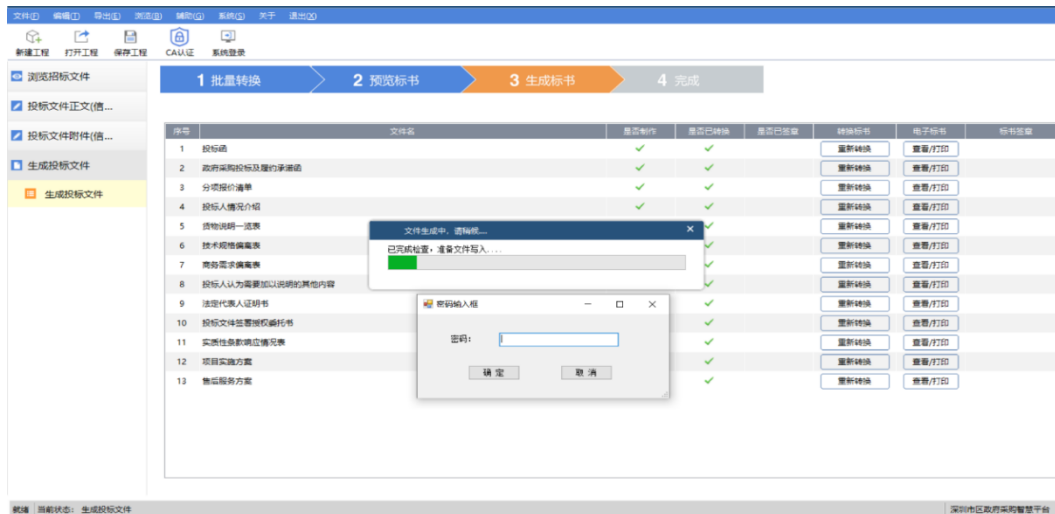 文件(F) 编辑(T) 导出(E) 浏览(B) 辅助(Q) 系统(S) 关于 退出(X)
新建工程 打开工程 保存工程 CA认证 系统登录
浏览招标文件
投标文件正文(信...
投标文件附件(信...
生成投标文件
生成投标文件
1 批量转换 2 预览标书 3 生成标书 4 完成
序号 文件名 是否制作 是否已转换 是否已签章 转换标书 电子标书 标书签章
1 投标函 重新转换 查看/打印
2 政府采购投标及履约承诺函 重新转换 查看/打印
3 分项报价清单 重新转换 查看/打印
4 投标人情况介绍 重新转换 查看/打印
5 货物说明一览表 重新转换 查看/打印
6 技术规格偏离表 重新转换 查看/打印
7 商务需求偏离表 重新转换 查看/打印
8 投标人认为需要加以说明的其他内容 重新转换 查看/打印
9 法定代表人证明书 重新转换 查看/打印
10 投标文件签署授权委托书 重新转换 查看/打印
11 实质性条款响应情况表 重新转换 查看/打印
12 项目实施方案 重新转换 查看/打印
13 售后服务方案 重新转换 查看/打印
文件生成中，请稍候....
已完成检查，准备文件写入....
密码输入框
密码：
确定 取消
就绪 当前状态： 生成投标文件 深圳市区政府采购智慧平台